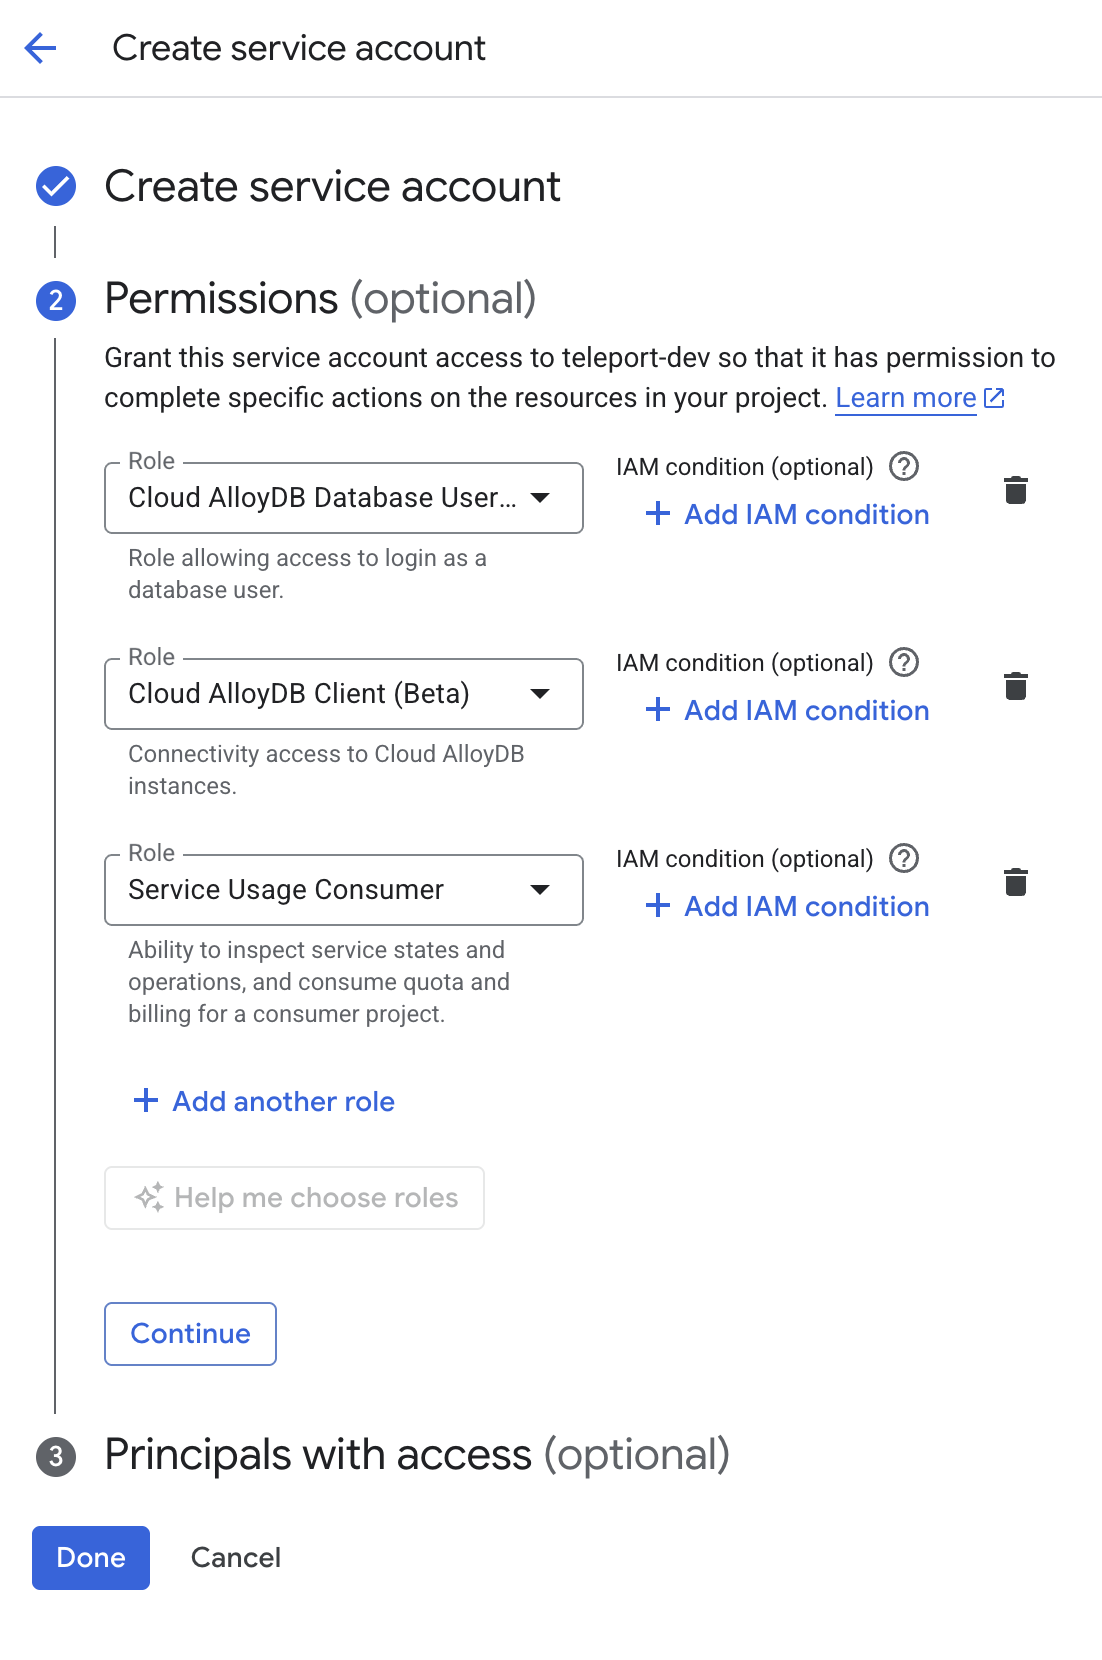 Create service account
Create service account
2
Permissions (optional)
Grant this service account access to teleport-dev so that it has permission to
complete specific actions on the resources in your project. Learn more
Role
Cloud AlloyDB Database User...
IAM condition (optional)
Add IAM condition
Role allowing access to login as a
database user.
Role
Cloud AlloyDB Client (Beta)
IAM condition (optional)
Add IAM condition
Connectivity access to Cloud AlloyDB
instances.
Role
Service Usage Consumer
IAM condition (optional)
Add IAM condition
Ability to inspect service states and
operations, and consume quota and
billing for a consumer project.
Add another role
Help me choose roles
Continue
3
Principals with access (optional)
Done
Cancel